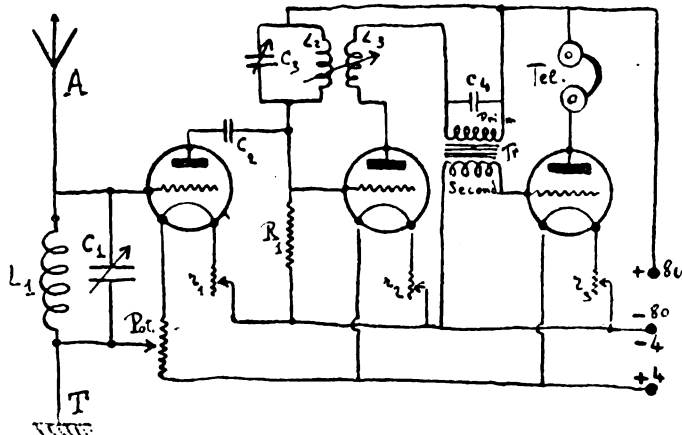 A
C3
L2
L3
C4
Prim
Tr
Second
Tel.
C2
L1
C1
R1
Pot.
r1
r2
r3
+ 80
- 80
- 4
+ 4
T